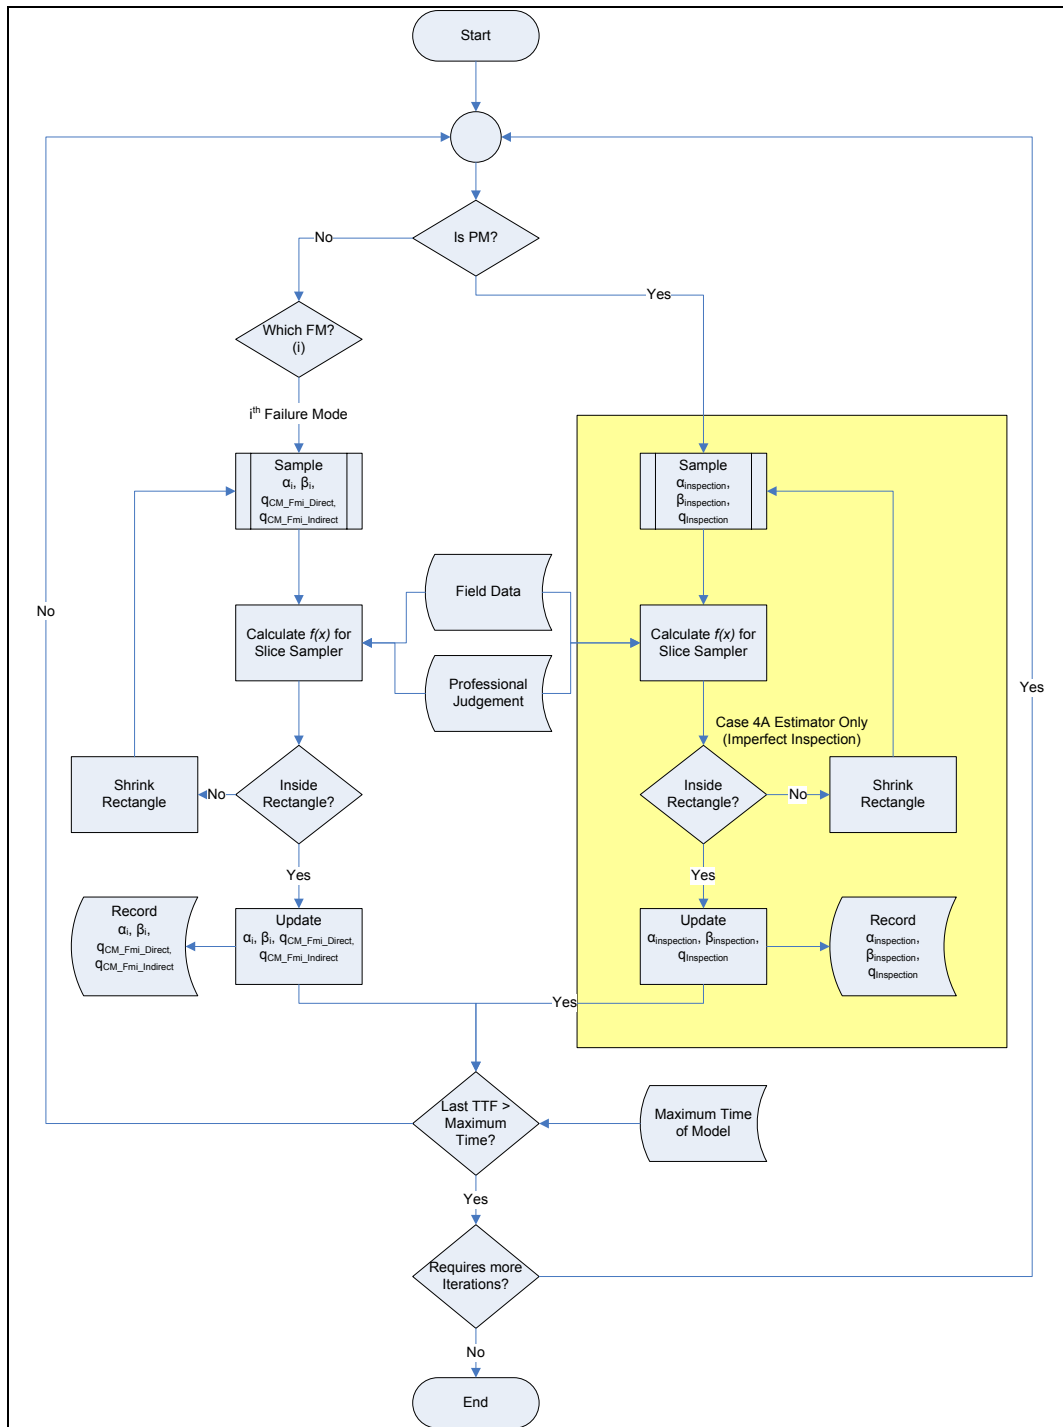 Start
Is PM?
No
Yes
Which FM?
(i)
ith Failure Mode
Sample
αi, βi,
qCM_Fmi_Direct,
qCM_Fmi_Indirect
Sample
αinspection,
βinspection,
qInspection
Field Data
No
Calculate f(x) for
Slice Sampler
Calculate f(x) for
Slice Sampler
Professional
Judgement
Yes
Case 4A Estimator Only
(Imperfect Inspection)
Shrink
Rectangle
No
Inside
Rectangle?
Inside
Rectangle?
No
Shrink
Rectangle
Yes
Yes
Record
αi, βi,
qCM_Fmi_Direct,
qCM_Fmi_Indirect
Update
αi, βi, qCM_Fmi_Direct,
qCM_Fmi_Indirect
Update
αinspection, βinspection,
qInspection
Record
αinspection,
βinspection,
qInspection
Yes
Last TTF >
Maximum
Time?
Maximum Time
of Model
Yes
Requires more
Iterations?
No
End